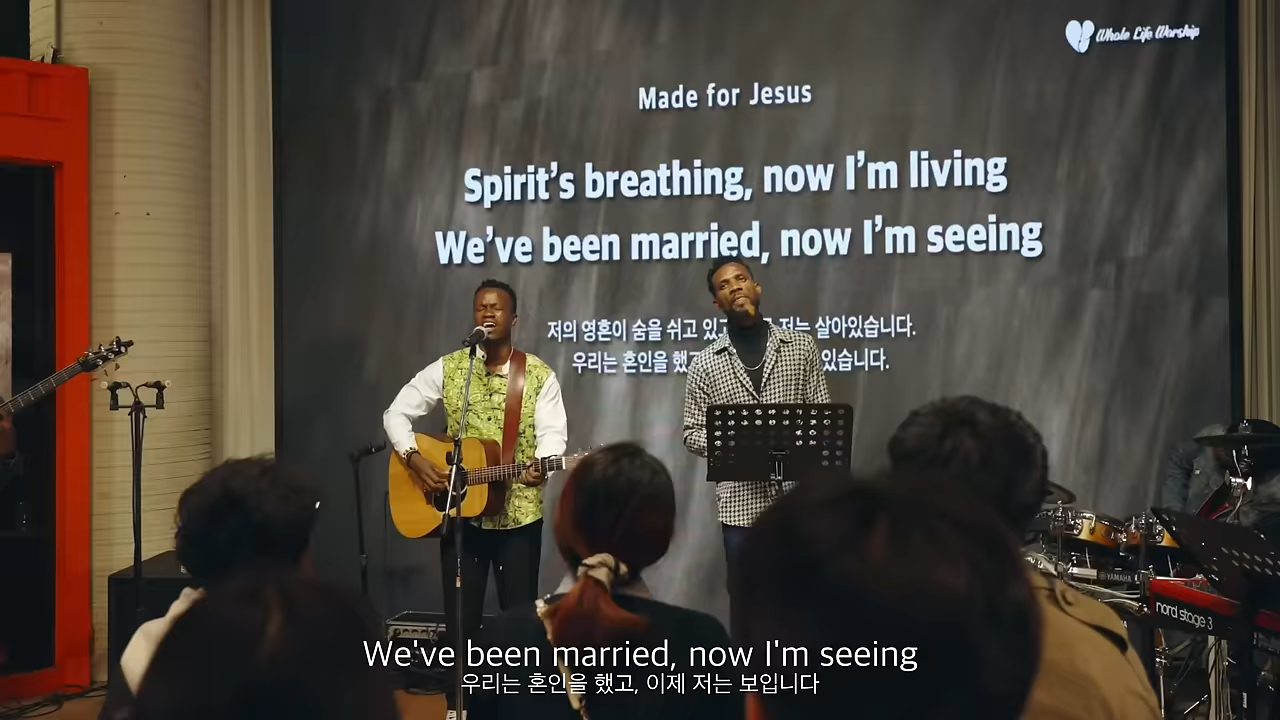 Whole Life Worship
Made for Jesus
Spirit's breathing, now I'm living
We've been married, now I'm seeing
저의 영혼이 숨을 쉬고 있고 저는 살아있습니다.
우리는 혼인을 했 있습니다.
YAMAHA
nord stage 3
We've been married, now I'm seeing
우리는 혼인을 했고, 이제 저는 보입니다